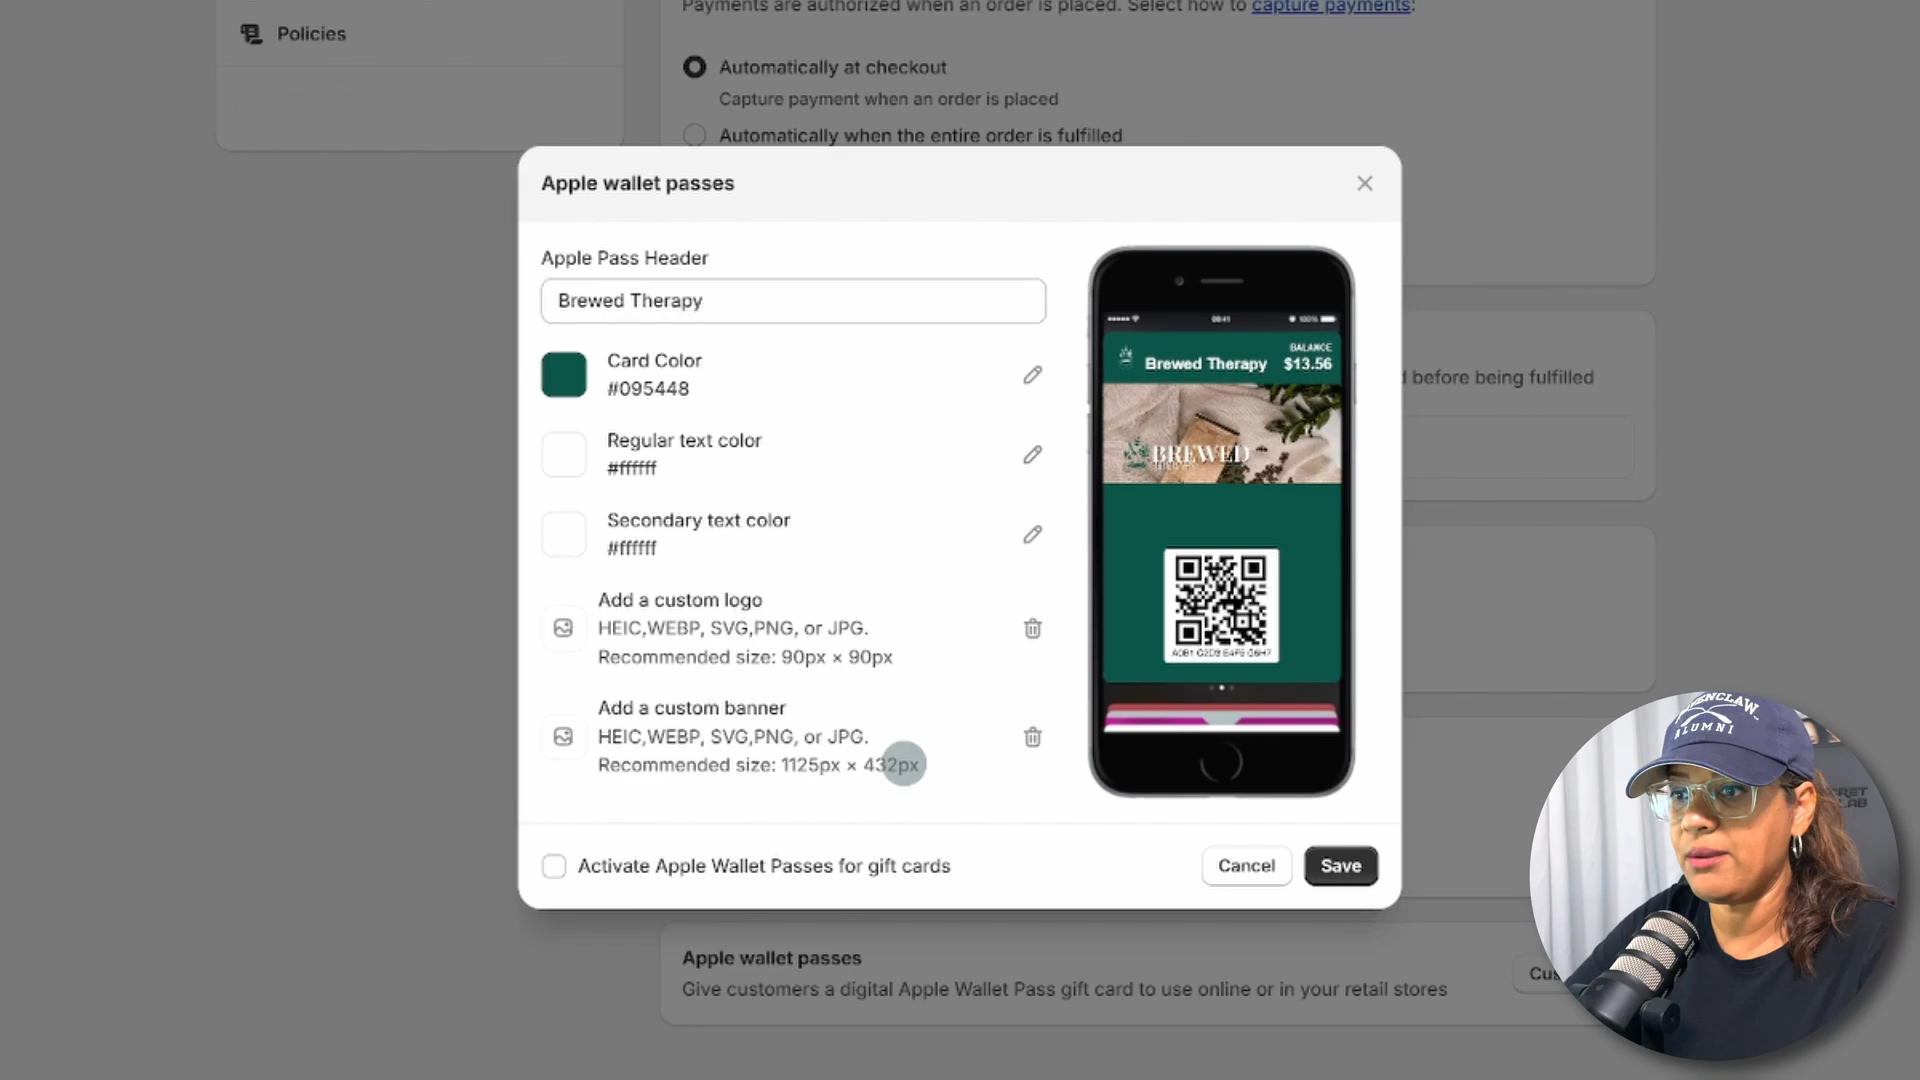 Policies
Payments are authorized when an order is placed. Select how to capture payments:
Automatically at checkout
Capture payment when an order is placed
Automatically when the entire order is fulfilled
Apple wallet passes
Apple Pass Header
Brewed Therapy
Card Color
#095448
Regular text color
#ffffff
Secondary text color
#ffffff
Add a custom logo
HEIC,WEBP, SVG,PNG, or JPG.
Recommended size: 90px × 90px
Add a custom banner
HEIC,WEBP, SVG,PNG, or JPG.
Recommended size: 1125px × 432px
Activate Apple Wallet Passes for gift cards
Cancel
Save
08:41
100%
Brewed Therapy
BALANCE
$13.56
BREWED
before being fulfilled
Apple wallet passes
Give customers a digital Apple Wallet Pass gift card to use online or in your retail stores
ALUMNI